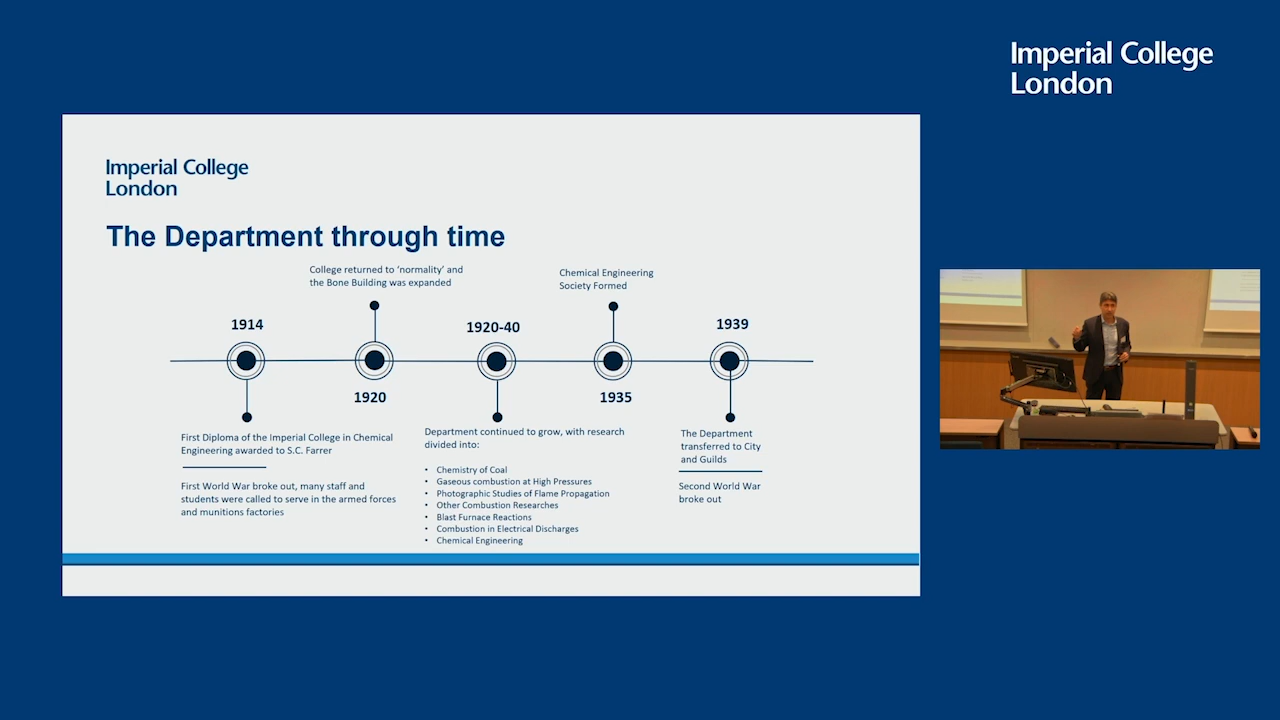 Imperial College
London
Imperial College
London
The Department through time
College returned to ‘normality’ and
the Bone Building was expanded
Chemical Engineering
Society Formed
1914
1920-40
1939
1920
1935
First Diploma of the Imperial College in Chemical
Engineering awarded to S.C. Farrer
First World War broke out, many staff and
students were called to serve in the armed forces
and munitions factories
Department continued to grow, with research
divided into:
• Chemistry of Coal
• Gaseous combustion at High Pressures
• Photographic Studies of Flame Propagation
• Other Combustion Researches
• Blast Furnace Reactions
• Combustion in Electrical Discharges
• Chemical Engineering
The Department
transferred to City
and Guilds
Second World War
broke out